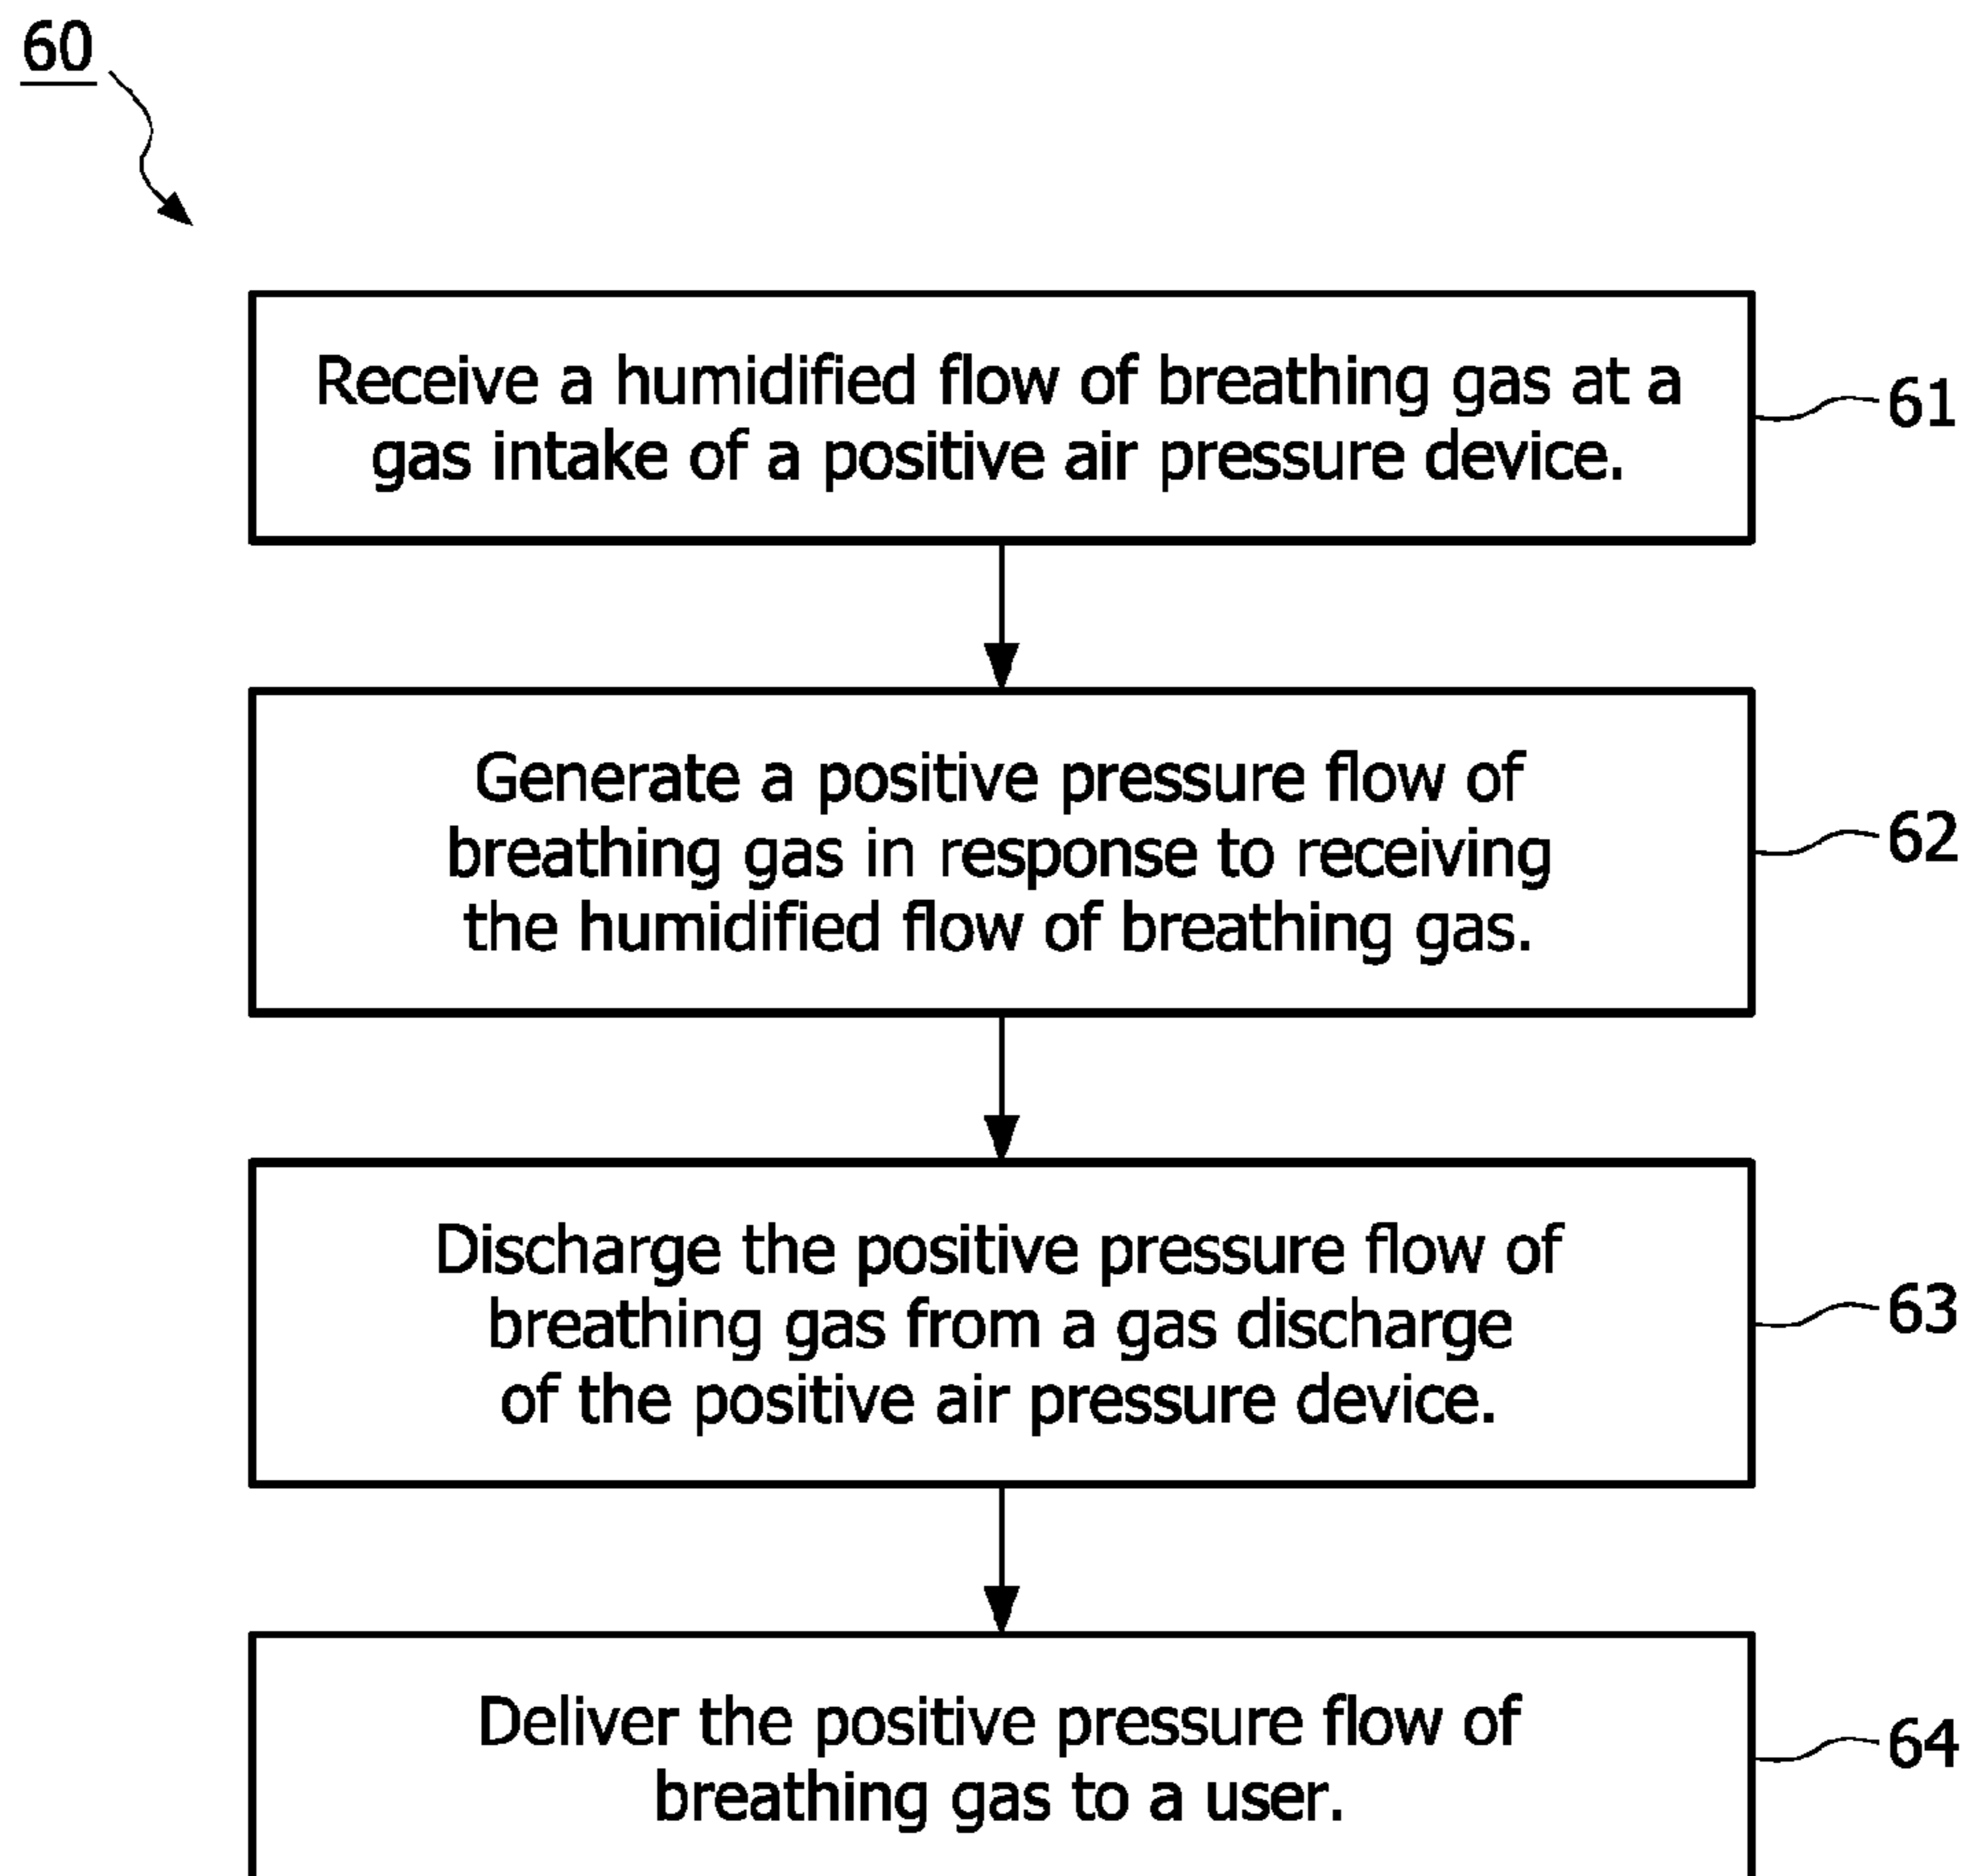 60
Receive a humidified flow of breathing gas at a
gas intake of a positive air pressure device.
61
Generate a positive pressure flow of
breathing gas in response to receiving
the humidified flow of breathing gas.
62
Discharge the positive pressure flow of
breathing gas from a gas discharge
of the positive air pressure device.
63
Deliver the positive pressure flow of
breathing gas to a user.
64